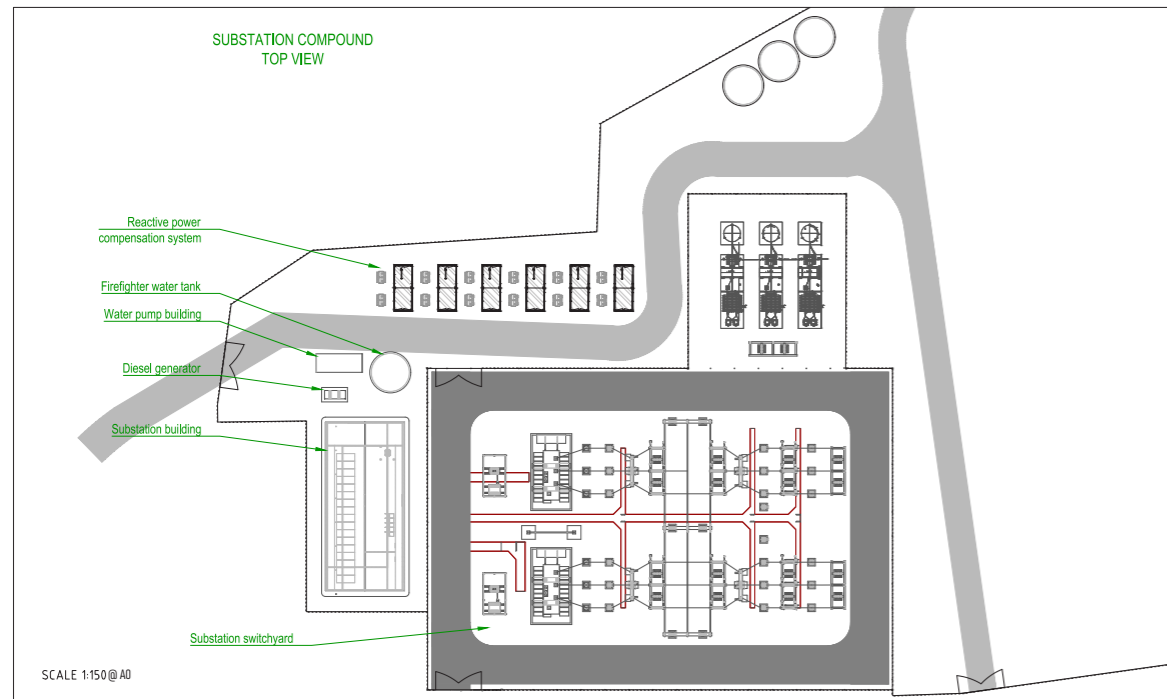 SUBSTATION COMPOUND
TOP VIEW
Reactive power
compensation system
Firefighter water tank
Water pump building
Diesel generator
Substation building
Substation switchyard
SCALE 1:150@A0